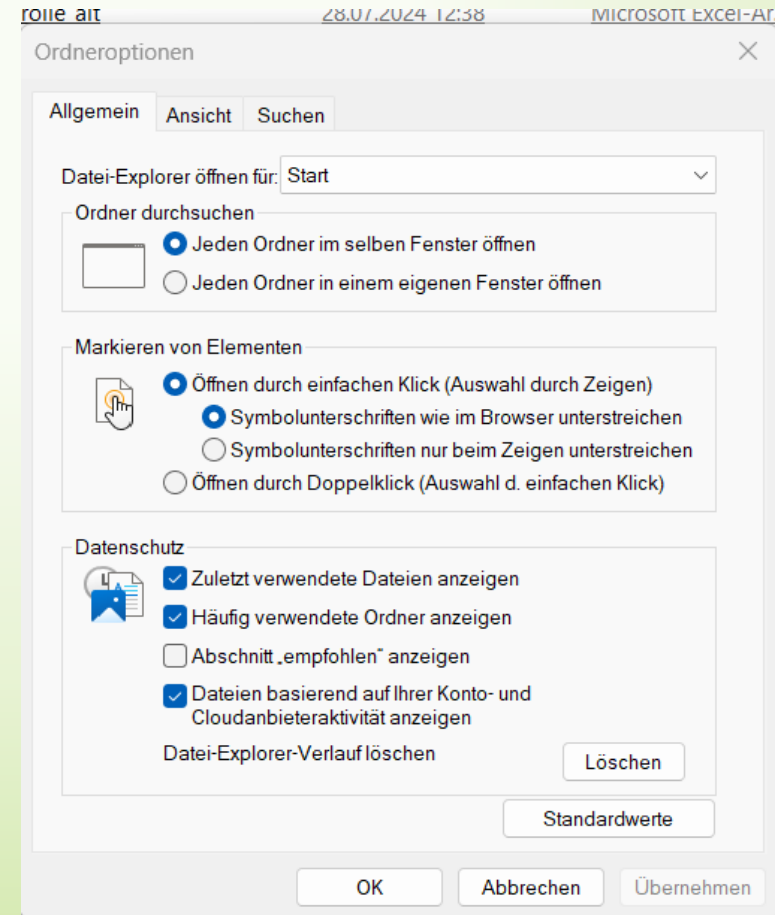 rolle alt 28.07.2024 12:38 Microsoft Excel-Ar
Ordneroptionen
Allgemein Ansicht Suchen
Datei-Explorer öffnen für: Start
Ordner durchsuchen
Jeden Ordner im selben Fenster öffnen
Jeden Ordner in einem eigenen Fenster öffnen
Markieren von Elementen
Öffnen durch einfachen Klick (Auswahl durch Zeigen)
Symbolunterschriften wie im Browser unterstreichen
Symbolunterschriften nur beim Zeigen unterstreichen
Öffnen durch Doppelklick (Auswahl d. einfachen Klick)
Datenschutz
Zuletzt verwendete Dateien anzeigen
Häufig verwendete Ordner anzeigen
Abschnitt „empfohlen" anzeigen
Dateien basierend auf Ihrer Konto- und
Cloudanbieteraktivität anzeigen
Datei-Explorer-Verlauf löschen
Löschen
Standardwerte
OK Abbrechen Übernehmen